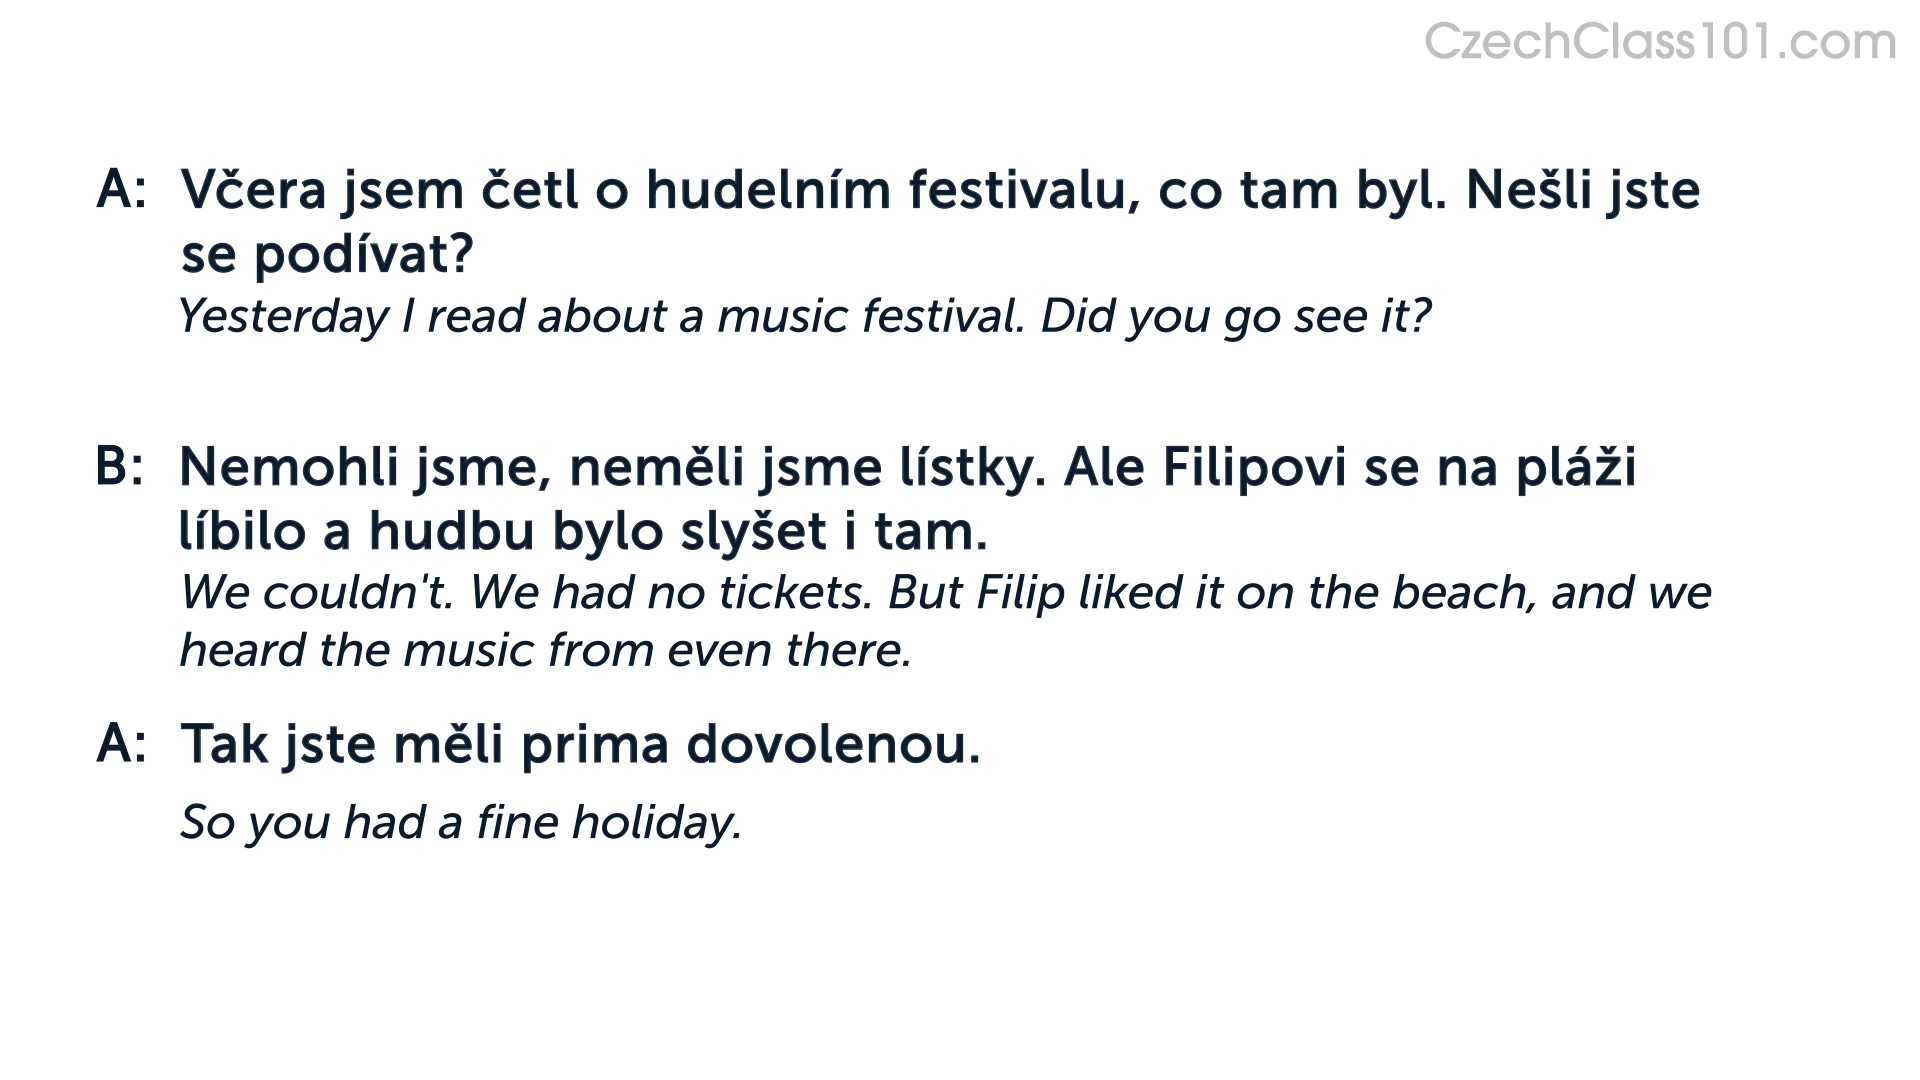 CzechClass101.com
A: Včera jsem četl o hudelním festivalu, co tam byl. Nešli jste
se podívat?
Yesterday I read about a music festival. Did you go see it?
B: Nemohli jsme, neměli jsme lístky. Ale Filipovi se na pláži
líbilo a hudbu bylo slyšet i tam.
We couldn't. We had no tickets. But Filip liked it on the beach, and we
heard the music from even there.
A: Tak jste měli prima dovolenou.
So you had a fine holiday.